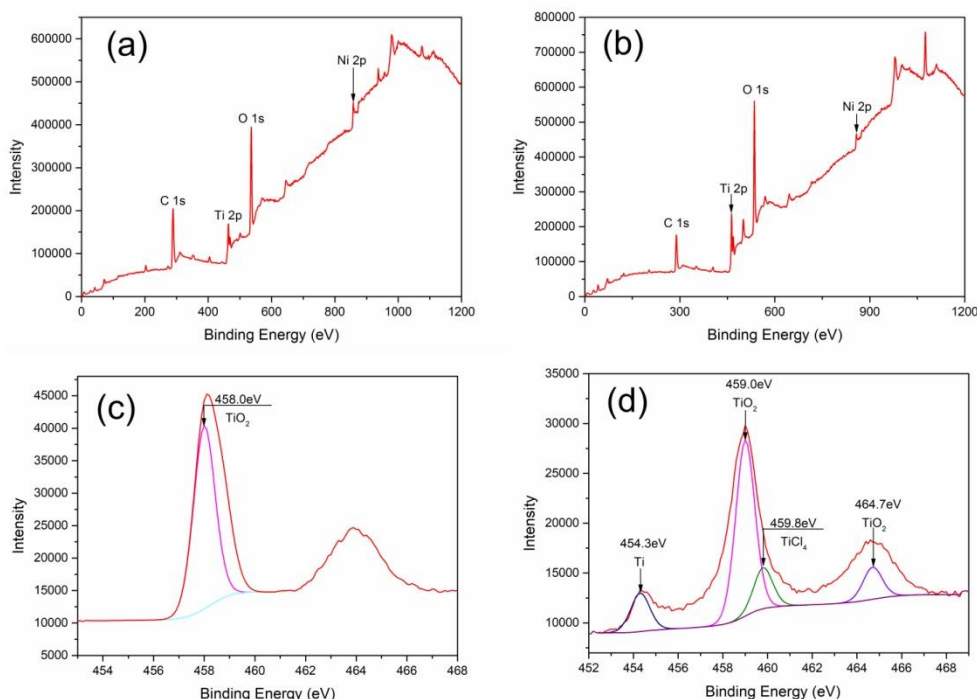 (a)
600000
500000
400000
300000
200000
100000
0
Intensity
C 1s
Ti 2p
O 1s
Ni 2p
0 200 400 600 800 1000 1200
Binding Energy (eV)
(b)
800000
700000
600000
500000
400000
300000
200000
100000
0
Intensity
C 1s
Ti 2p
O 1s
Ni 2p
0 300 600 900 1200
Binding Energy (eV)
(c)
45000
40000
35000
30000
25000
20000
15000
10000
5000
Intensity
458.0eV
TiO₂
454 456 458 460 462 464 466 468
Binding Energy (eV)
(d)
35000
30000
25000
20000
15000
10000
Intensity
454.3eV
Ti
459.0eV
TiO₂
459.8eV
TiCl₄
464.7eV
TiO₂
452 454 456 458 460 462 464 466 468
Binding Energy (eV)